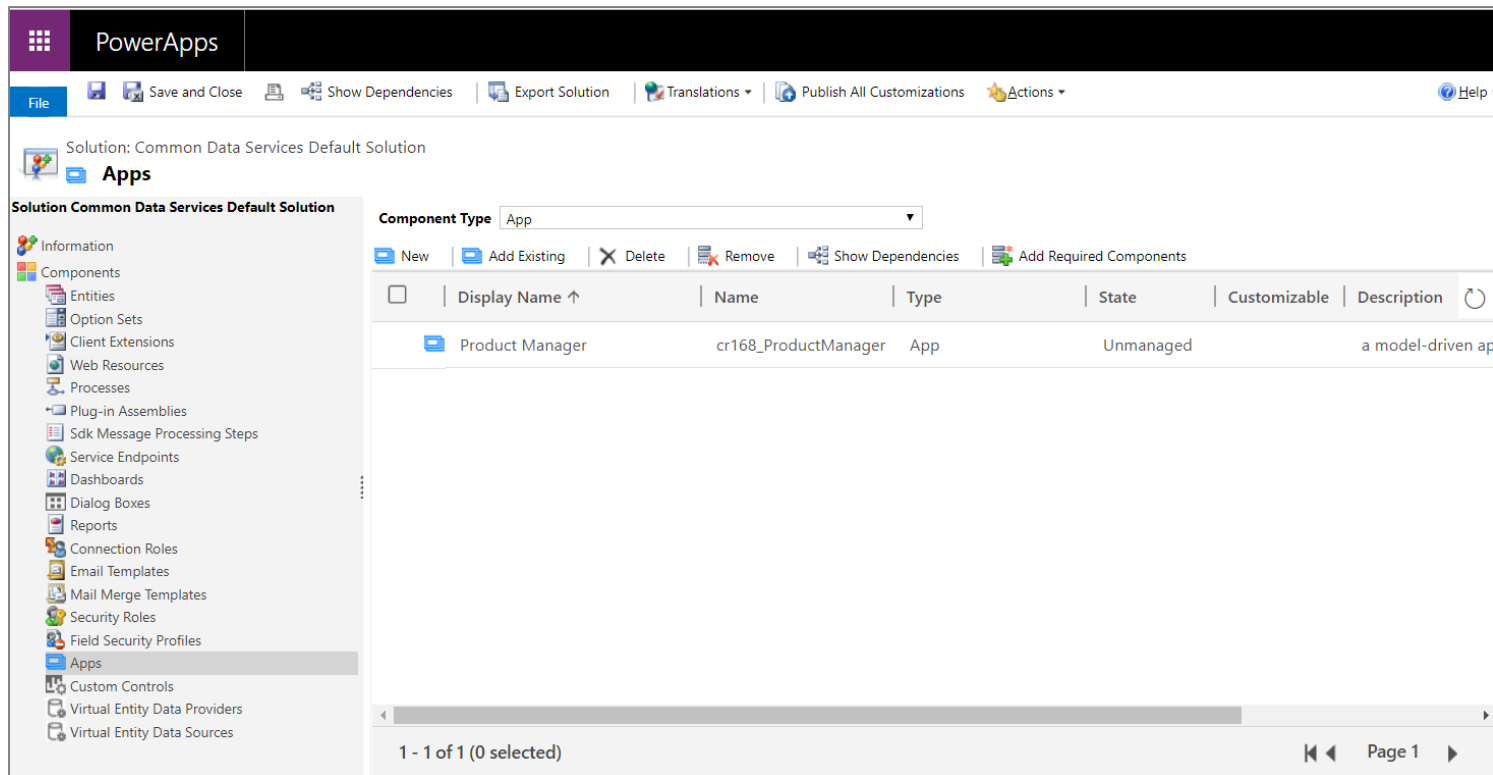 PowerApps
File Save and Close Show Dependencies Export Solution Translations Publish All Customizations Actions Help
Solution: Common Data Services Default Solution
Apps
Solution Common Data Services Default Solution
Information
Components
Entities
Option Sets
Client Extensions
Web Resources
Processes
Plug-in Assemblies
Sdk Message Processing Steps
Service Endpoints
Dashboards
Dialog Boxes
Reports
Connection Roles
Email Templates
Mail Merge Templates
Security Roles
Field Security Profiles
Apps
Custom Controls
Virtual Entity Data Providers
Virtual Entity Data Sources
Component Type App
New Add Existing Delete Remove Show Dependencies Add Required Components
Display Name ↑ Name Type State Customizable Description
Product Manager cr168_ProductManager App Unmanaged a model-driven ap
1 - 1 of 1 (0 selected) Page 1